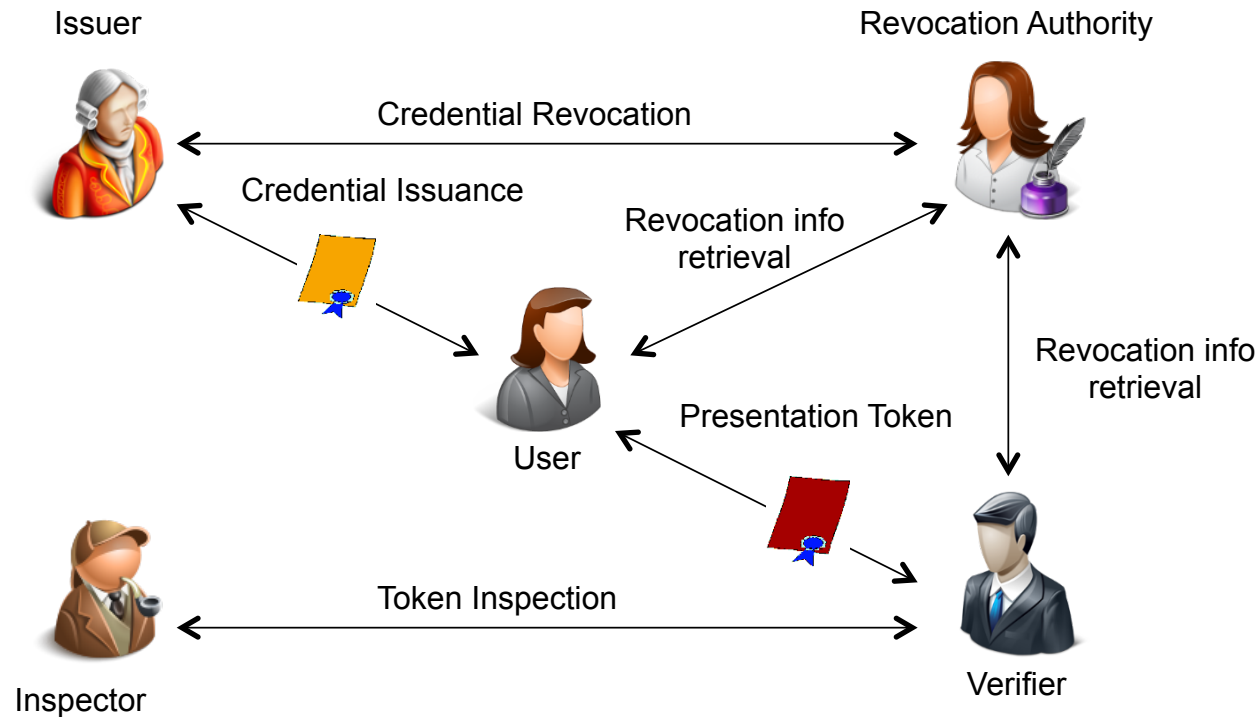 Issuer
Revocation Authority
Credential Revocation
Credential Issuance
Revocation info
retrieval
Revocation info
retrieval
Presentation Token
User
Token Inspection
Verifier
Inspector